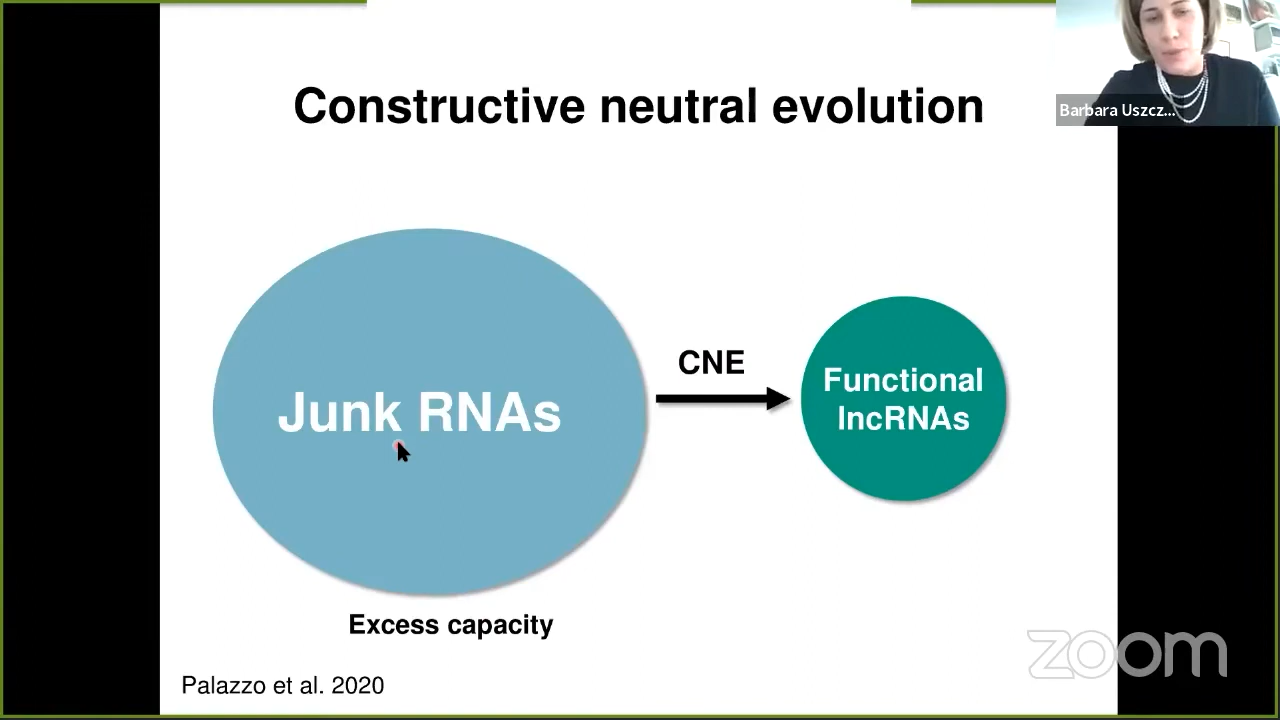 Constructive neutral evolution
Barbara Uszcz...
CNE
Functional
lncRNAs
Junk RNAs
Excess capacity
zoom
Palazzo et al. 2020